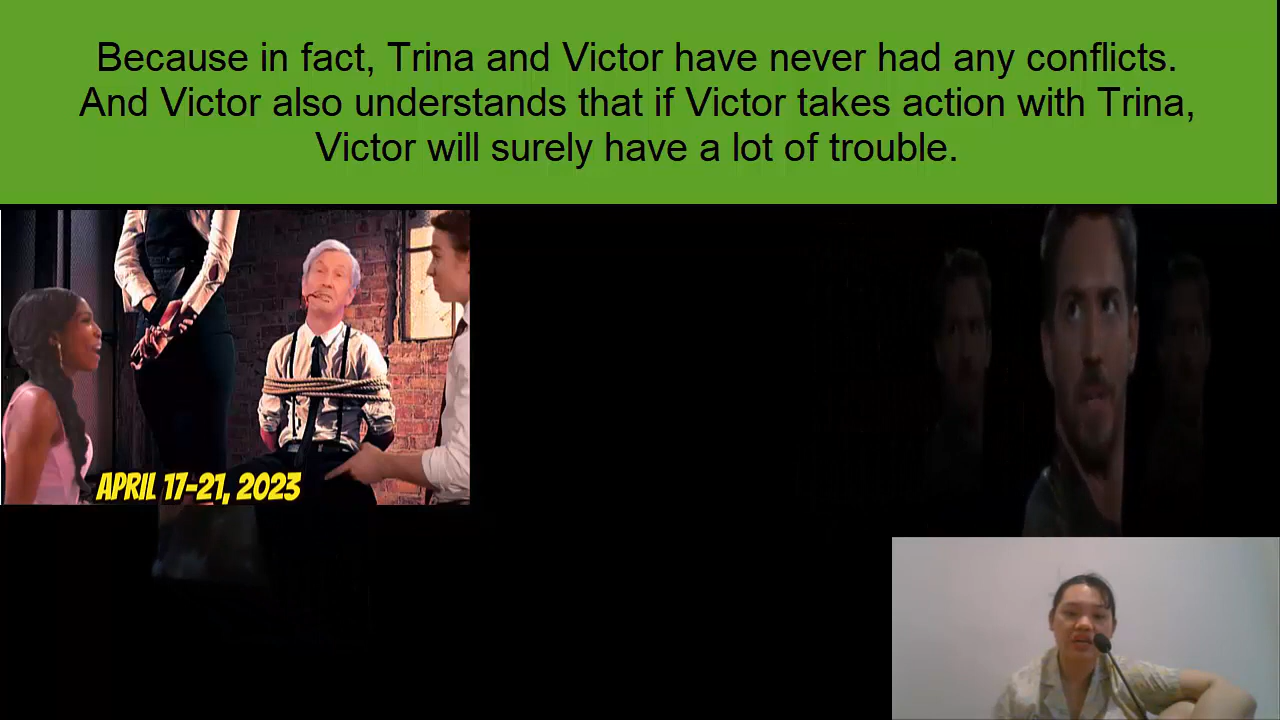 Because in fact, Trina and Victor have never had any conflicts.
And Victor also understands that if Victor takes action with Trina,
Victor will surely have a lot of trouble.
APRIL 17-21, 2023